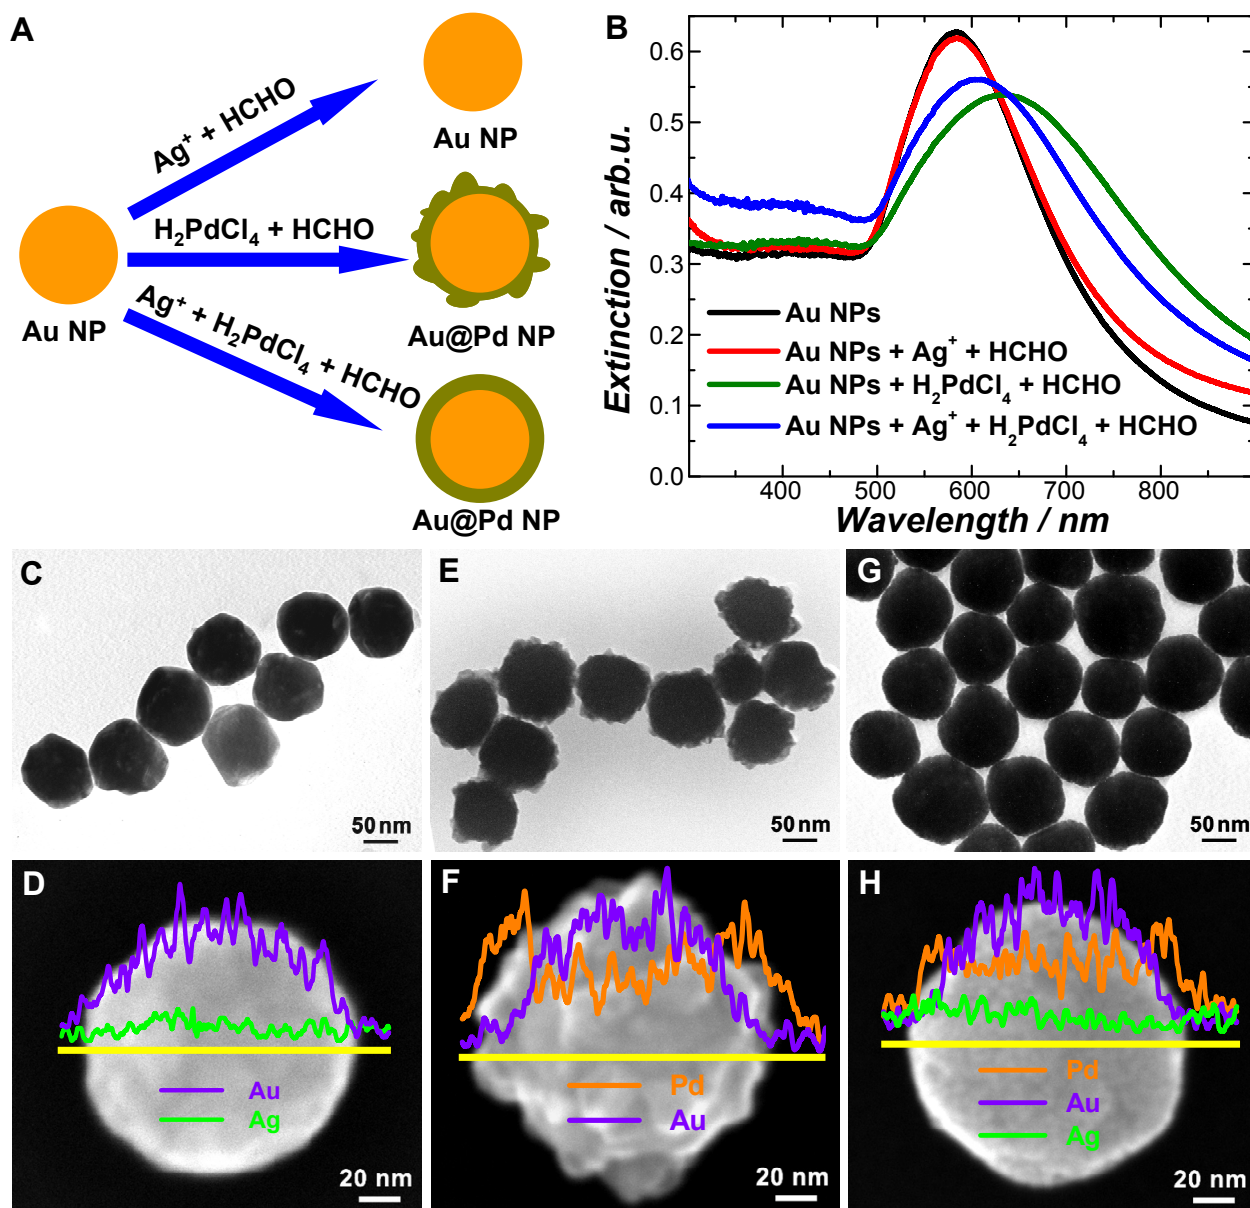 A
Ag⁺ + HCHO
Au NP
H₂PdCl₄ + HCHO
Au NP
Au@Pd NP
Ag⁺ + H₂PdCl₄ + HCHO
Au@Pd NP
B
Extinction / arb.u.
0.6
0.5
0.4
0.3
0.2
0.1
0.0
Au NPs
Au NPs + Ag⁺ + HCHO
Au NPs + H₂PdCl₄ + HCHO
Au NPs + Ag⁺ + H₂PdCl₄ + HCHO
400 500 600 700 800
Wavelength / nm
C
50 nm
E
50 nm
G
50 nm
D
Au
Ag
20 nm
F
Pd
Au
20 nm
H
Pd
Au
Ag
20 nm